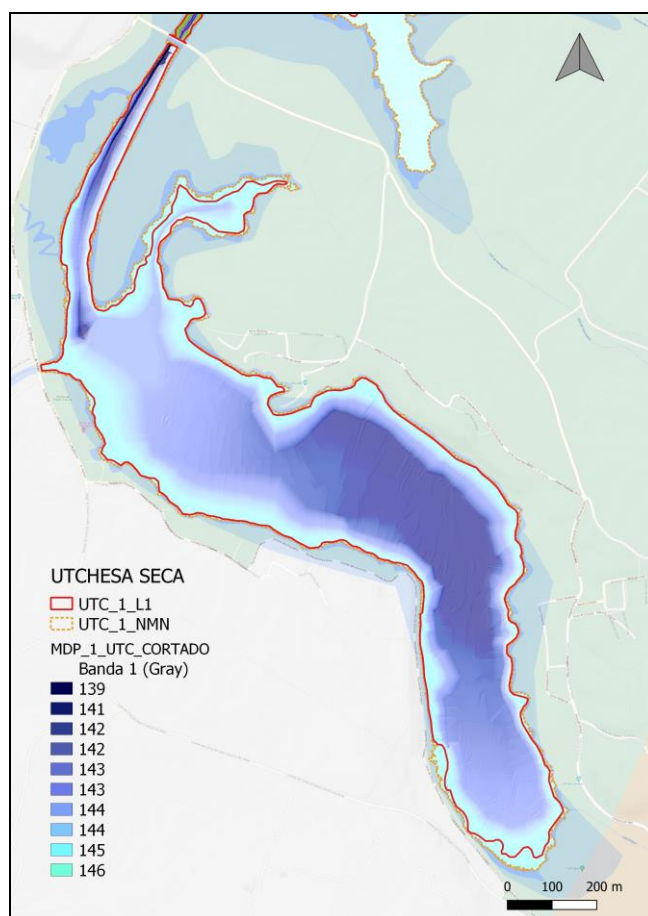 UTCHESA SECA
UTC_1_L1
UTC_1_NMN
MDP_1_UTC_CORTADO
Banda 1 (Gray)
139
141
142
142
143
143
144
144
145
146
0 100 200 m